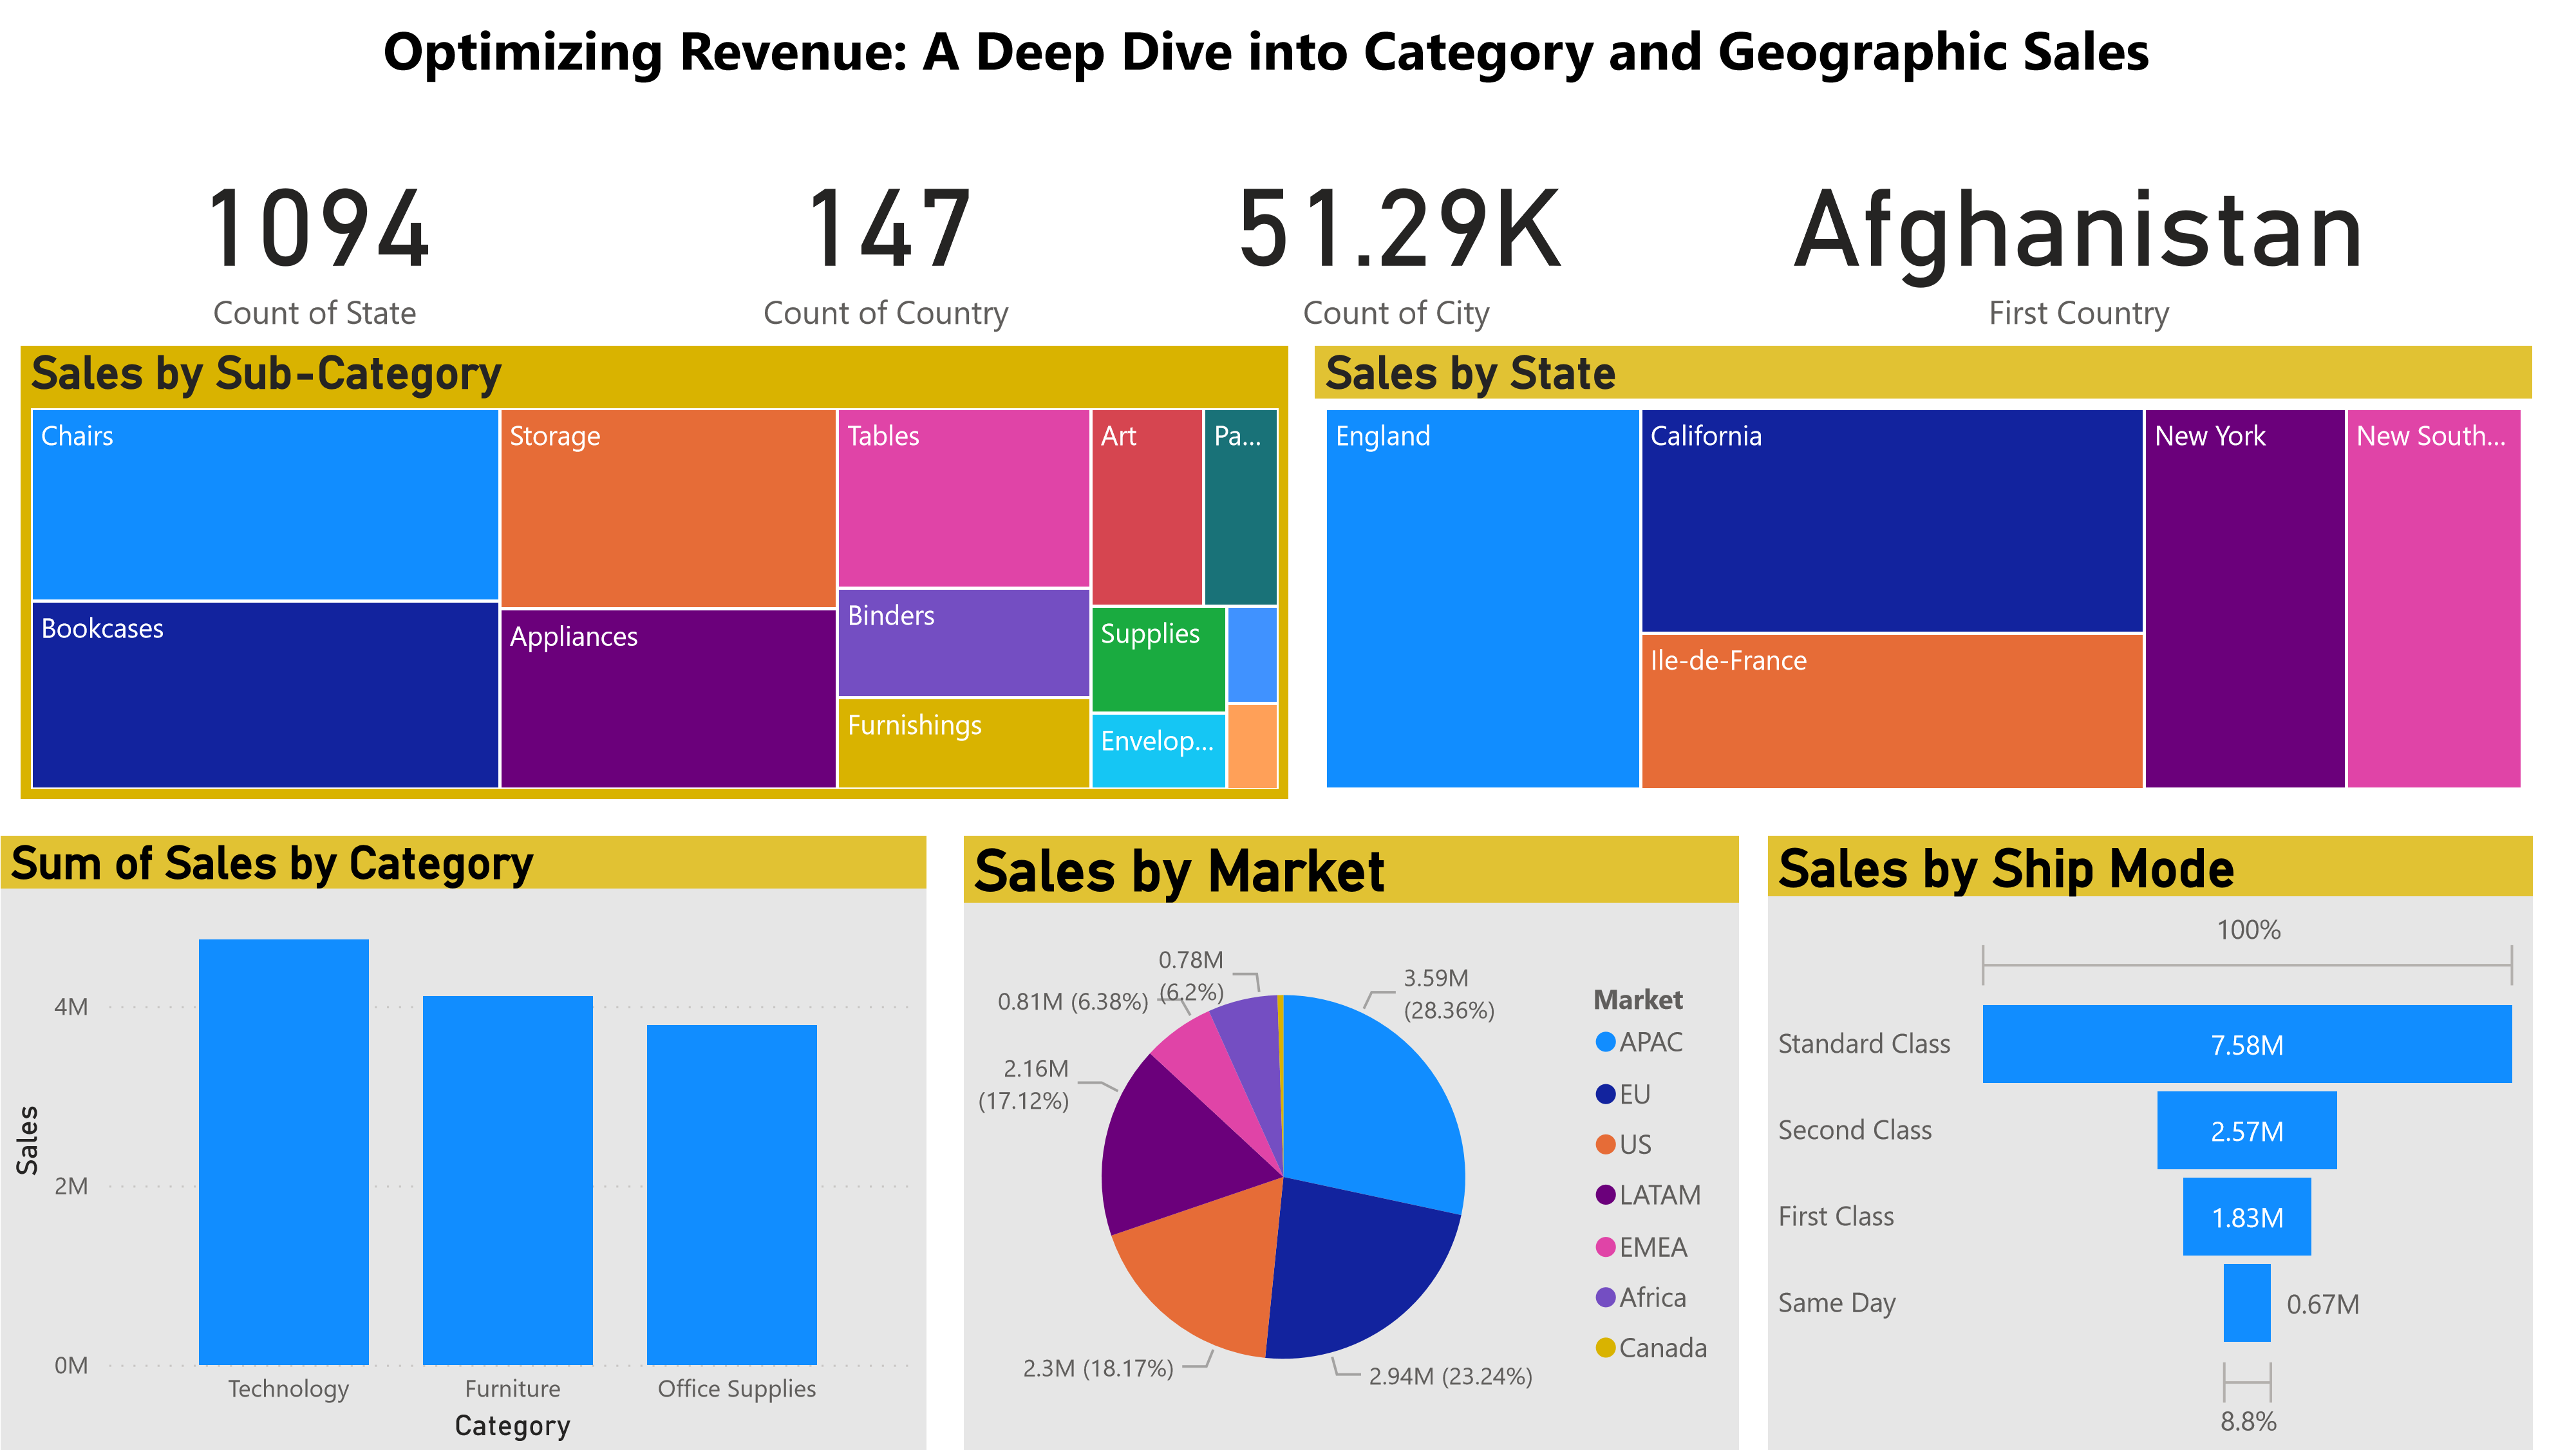 Optimizing Revenue: A Deep Dive into Category and Geographic Sales
1094
Count of State
147
Count of Country
51.29K
Count of City
Afghanistan
First Country
Sales by Sub-Category
Chairs
Bookcases
Storage
Appliances
Tables
Binders
Furnishings
Art
Pa...
Supplies
Envelop...
Sales by State
England
California
Ile-de-France
New York
New South...
Sum of Sales by Category
Sales
4M
2M
0M
Technology
Furniture
Office Supplies
Category
Sales by Market
0.78M
(6.2%)
0.81M (6.38%)
2.16M
(17.12%)
2.3M (18.17%)
2.94M (23.24%)
3.59M
(28.36%)
Market
APAC
EU
US
LATAM
EMEA
Africa
Canada
Sales by Ship Mode
100%
Standard Class
7.58M
Second Class
2.57M
First Class
1.83M
Same Day
0.67M
8.8%